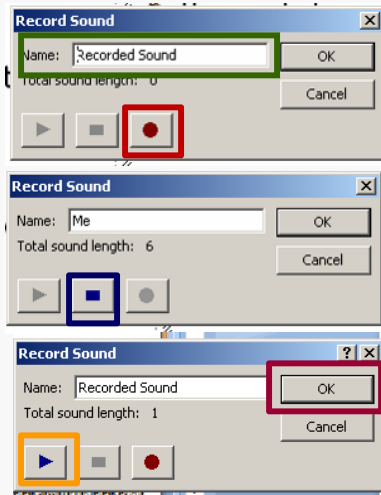 Record Sound
Name: Recorded Sound
OK
Total sound length: 0
Cancel
Record Sound
Name: Me
OK
Total sound length: 6
Cancel
Record Sound
Name: Recorded Sound
OK
Total sound length: 1
Cancel